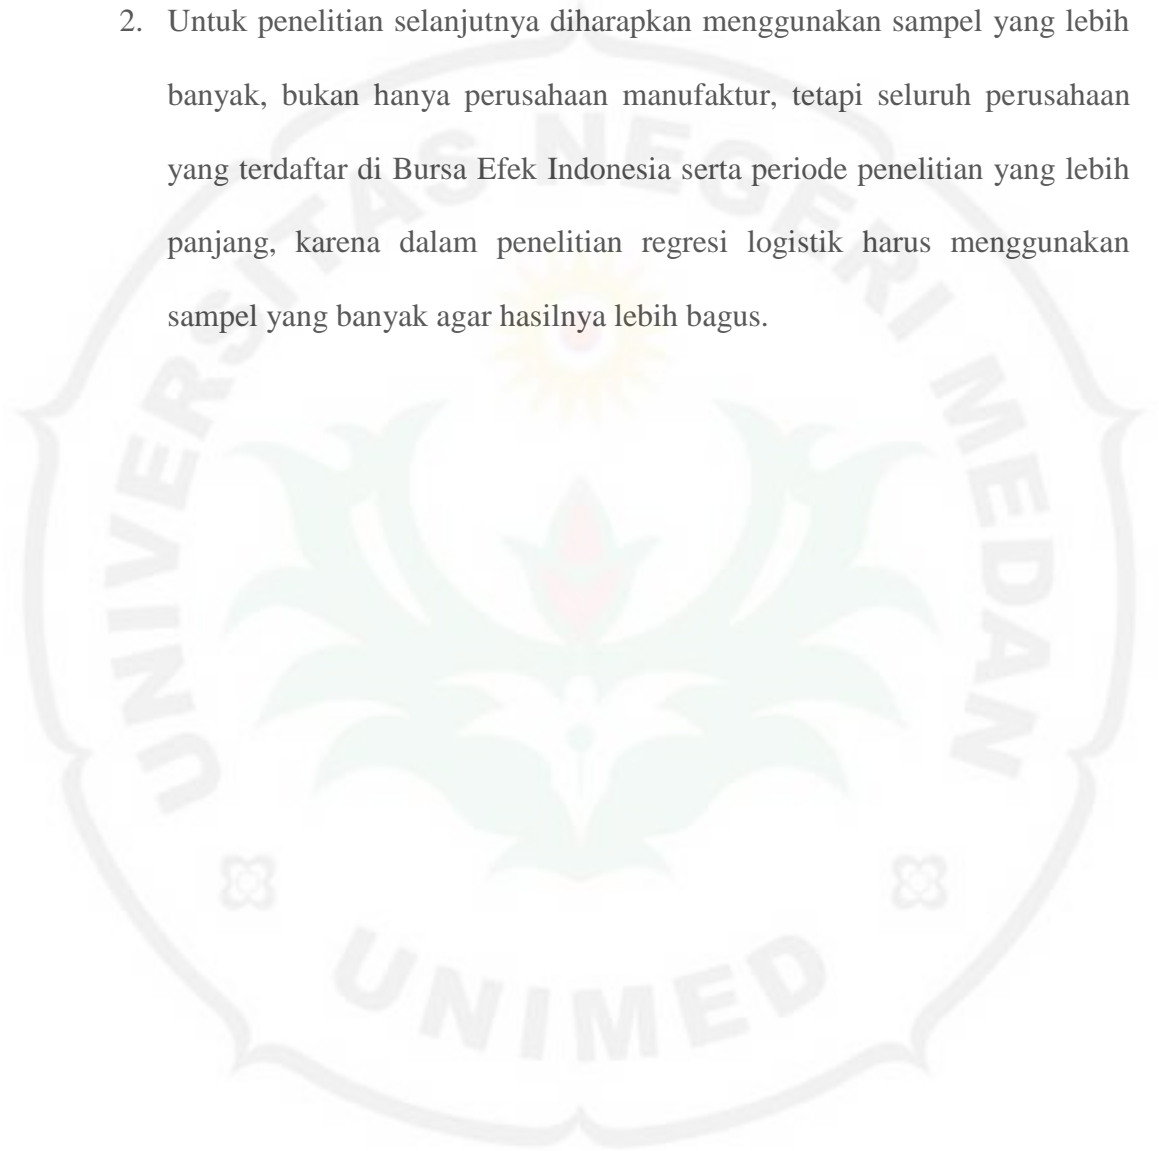 2. Untuk penelitian selanjutnya diharapkan menggunakan sampel yang lebih
banyak, bukan hanya perusahaan manufaktur, tetapi seluruh perusahaan
yang terdaftar di Bursa Efek Indonesia serta periode penelitian yang lebih
panjang, karena dalam penelitian regresi logistik harus menggunakan
sampel yang banyak agar hasilnya lebih bagus.
UNIVERSITAS NEGERI MEDAN
UNIMED